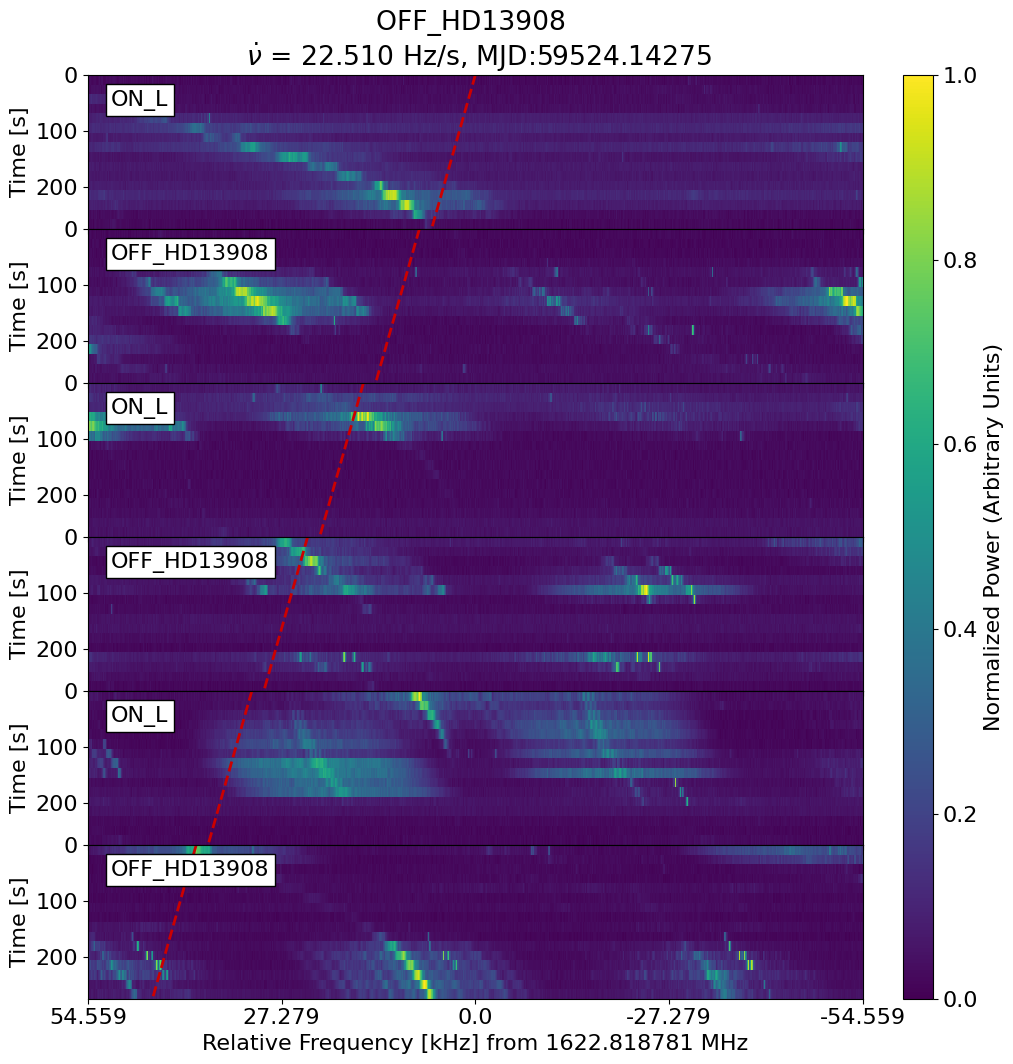 OFF_HD13908
ν̇ = 22.510 Hz/s, MJD:59524.14275
ON_L
OFF_HD13908
ON_L
OFF_HD13908
ON_L
OFF_HD13908
Time [s]
0
100
200
Time [s]
0
100
200
Time [s]
0
100
200
Time [s]
0
100
200
Time [s]
0
100
200
Time [s]
0
100
200
54.559
27.279
0.0
-27.279
-54.559
Relative Frequency [kHz] from 1622.818781 MHz
1.0
0.8
0.6
0.4
0.2
0.0
Normalized Power (Arbitrary Units)